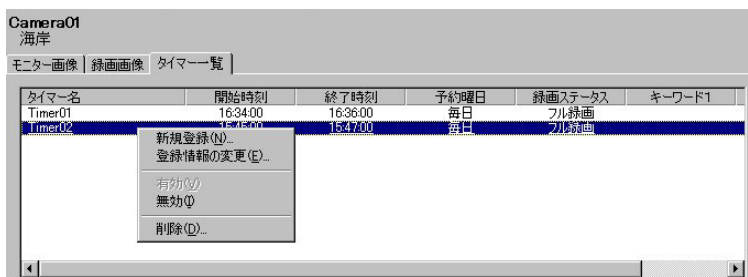 Camera01
海岸
モニター画像 録画画像 タイマー一覧
タイマー名 開始時刻 終了時刻 予約曜日 録画ステータス キーワード1
Timer01 16:34:00 16:36:00 毎日 フル録画
Timer02 16:45:00 15:47:00 毎日 フル録画
新規登録(N)...
登録情報の変更(E)...
有効(V)
無効(I)
削除(D)...